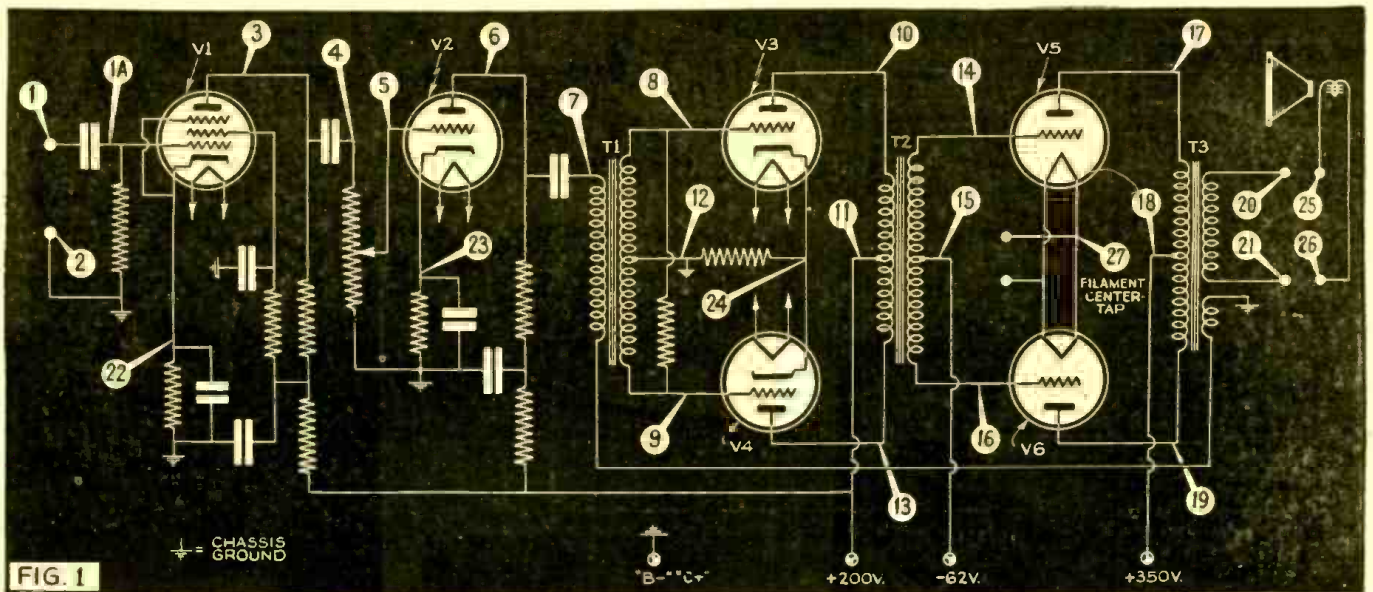 V1
3
4
V2
6
V3
10
V5
17
1
1A
5
7
8
14
T1
T2
T3
2
12
11
15
18
20
25
23
24
27
21
26
FILAMENT
CENTER-
TAP
22
9
V4
16
V6
13
19
⏚ = CHASSIS
GROUND
FIG. 1
"B-" "C+"
+200V.
-62V.
+350V.